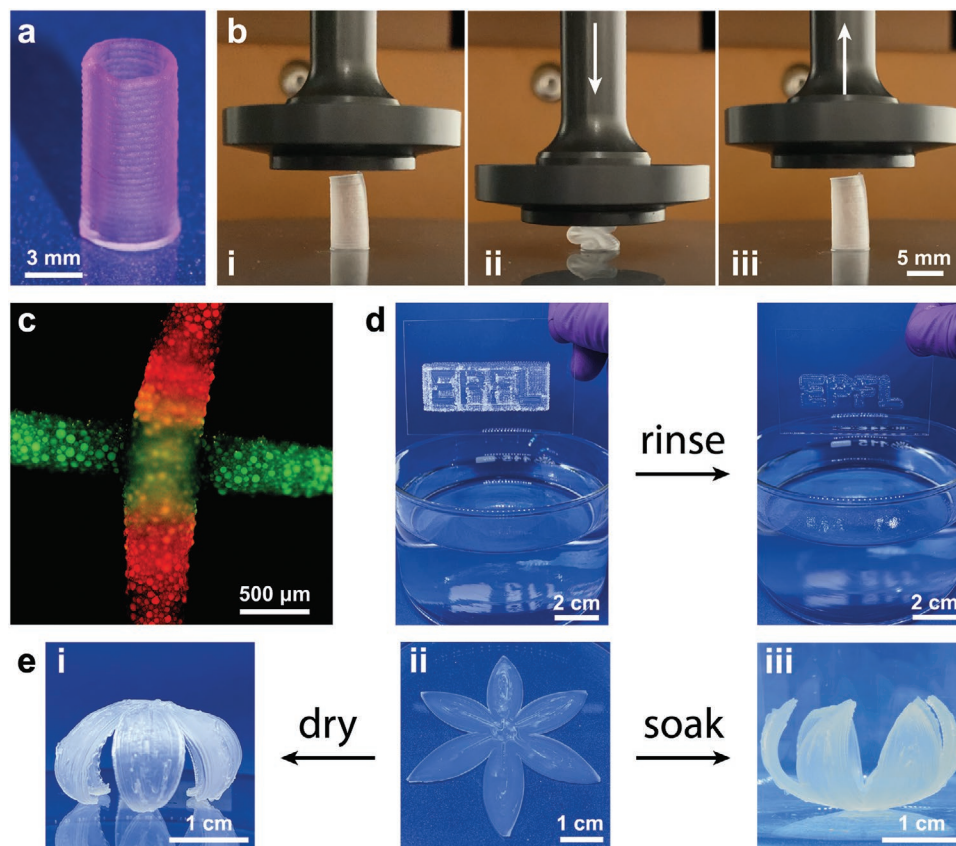 a
3 mm
b
i
ii
iii
5 mm
c
500 µm
d
EPFL
2 cm
rinse
EPFL
2 cm
e
i
dry
ii
1 cm
soak
iii
1 cm
1 cm